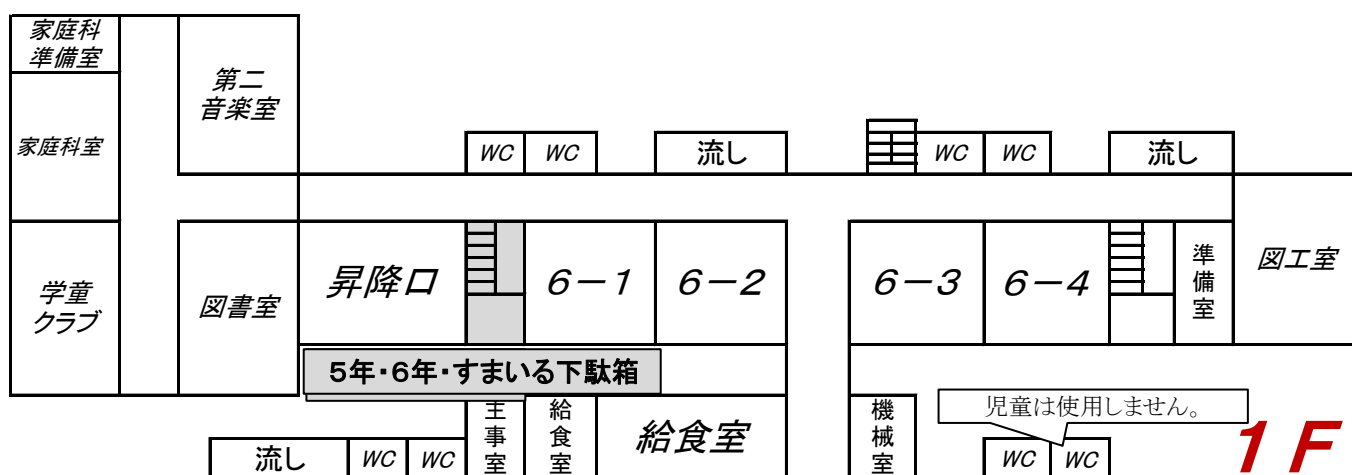 家庭科
準備室
第二
音楽室
家庭科室
WC
WC
流し
WC
WC
流し
学童
クラブ
図書室
昇降口
6－1
6－2
6－3
6－4
準備室
図工室
5年・6年・すまいる下駄箱
主事室
給食室
給食室
機械室
児童は使用しません。
流し
WC
WC
WC
WC
1F